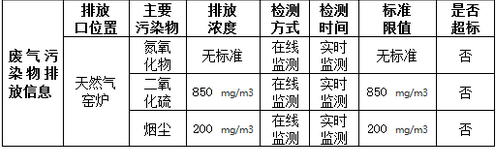 排放口位置 主要污染物 排放浓度 检测方式 检测时间 标准限值 是否超标
废气污染物排放信息 天然气窑炉
氮氧化物 无标准 在线监测 实时监测 无标准 否
二氧化硫 850 mg/m3 在线监测 实时监测 850 mg/m3 否
烟尘 200 mg/m3 在线监测 实时监测 200 mg/m3 否